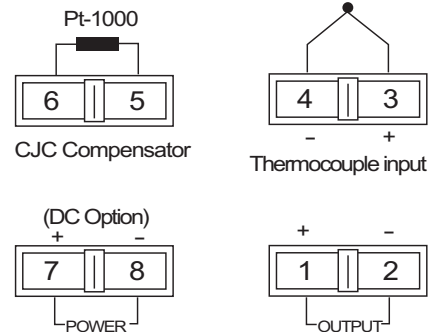 Pt-1000
6 5
CJC Compensator
4 3
– +
Thermocouple input
(DC Option)
+ –
7 8
POWER
+ –
1 2
OUTPUT